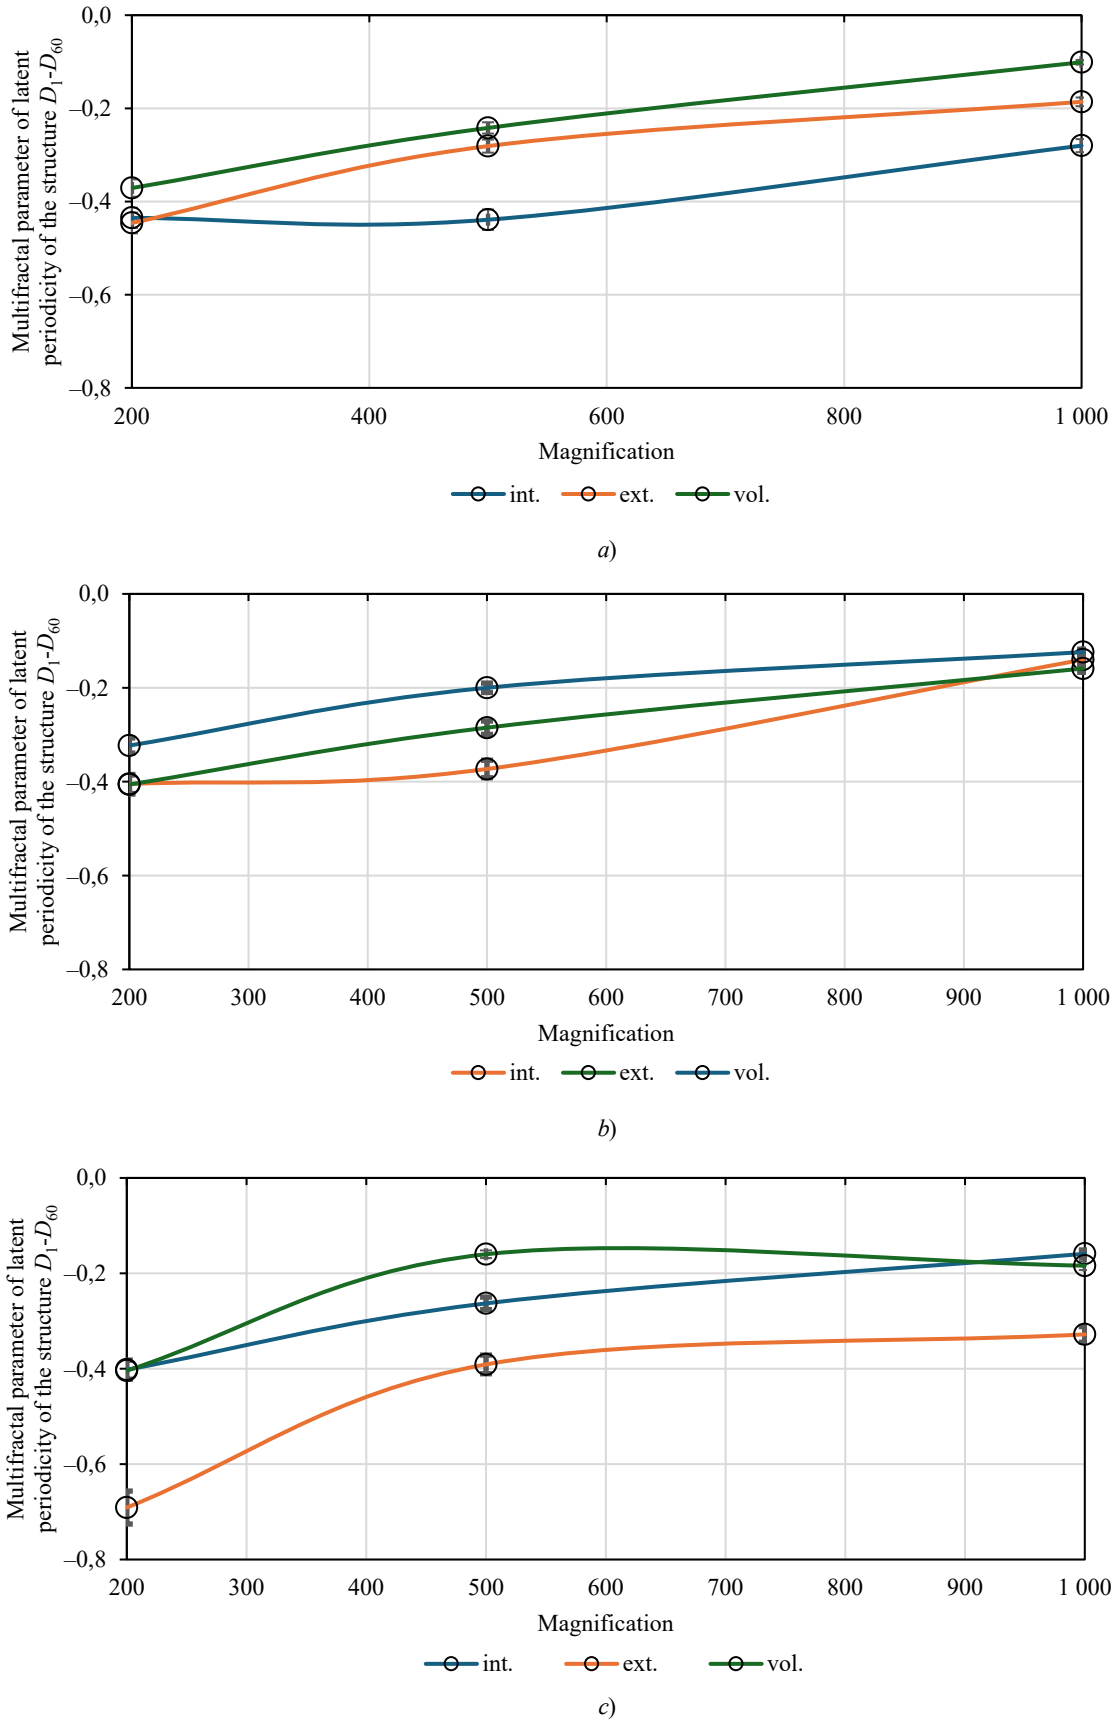 Multifractal parameter of latent
periodicity of the structure D1-D60
0,0
–0,2
–0,4
–0,6
–0,8
200 400 600 800 1 000
Magnification
int. ext. vol.
a)
Multifractal parameter of latent
periodicity of the structure D1-D60
0,0
–0,2
–0,4
–0,6
–0,8
200 300 400 500 600 700 800 900 1 000
Magnification
int. ext. vol.
b)
Multifractal parameter of latent
periodicity of the structure D1-D60
0,0
–0,2
–0,4
–0,6
–0,8
200 300 400 500 600 700 800 900 1 000
Magnification
int. ext. vol.
c)